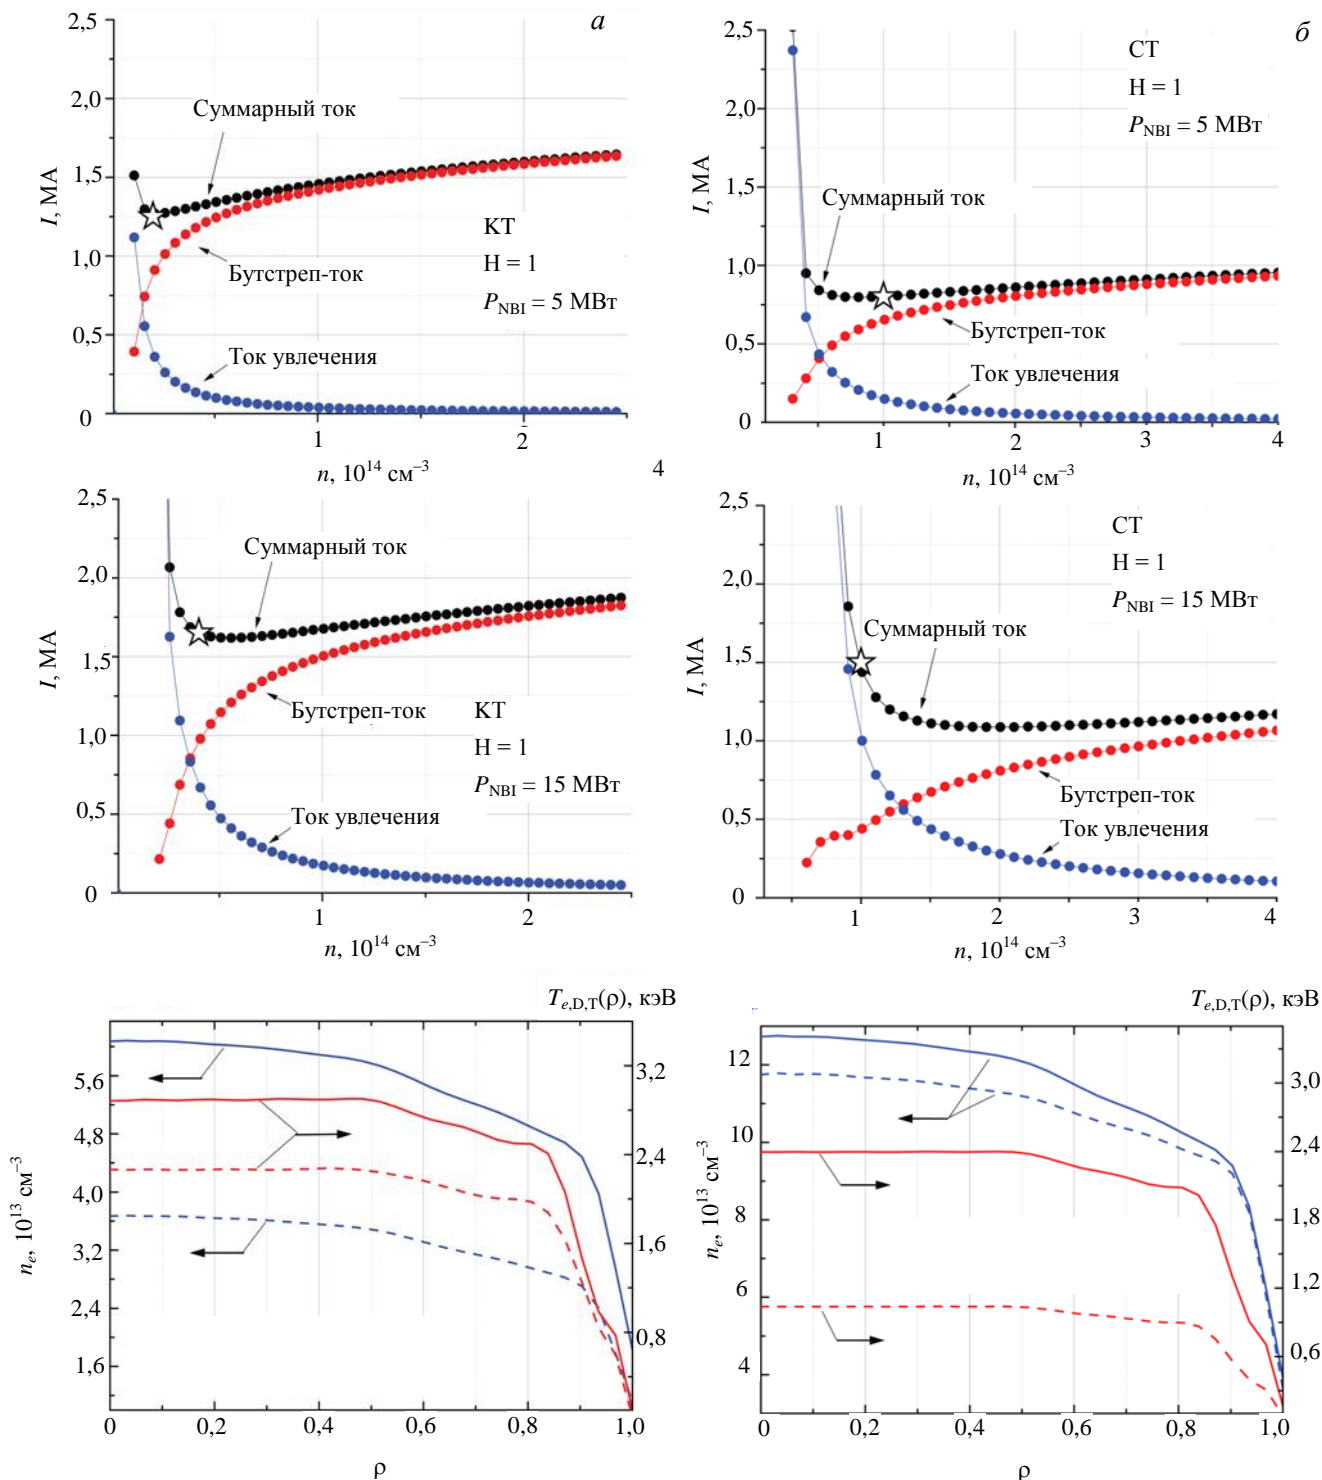 а
2,5
2,0
1,5
1,0
0,5
0
I, МА
Суммарный ток
Бутстреп-ток
Ток увлечения
КТ
H = 1
P_NBI = 5 МВт
1
2
n, 10^14 см^–3
б
2,5
2,0
1,5
1,0
0,5
0
I, МА
СТ
H = 1
P_NBI = 5 МВт
Суммарный ток
Бутстреп-ток
Ток увлечения
1
2
3
4
n, 10^14 см^–3
4
2,5
2,0
1,5
1,0
0,5
0
I, МА
Суммарный ток
Бутстреп-ток
Ток увлечения
КТ
H = 1
P_NBI = 15 МВт
1
2
n, 10^14 см^–3
2,5
2,0
1,5
1,0
0,5
0
I, МА
СТ
H = 1
P_NBI = 15 МВт
Суммарный ток
Бутстреп-ток
Ток увлечения
1
2
3
4
n, 10^14 см^–3
T_e,D,T(ρ), кэВ
5,6
4,8
4,0
3,2
2,4
1,6
n_e, 10^13 см^–3
3,2
2,4
1,6
0,8
0
0,2
0,4
0,6
0,8
1,0
ρ
T_e,D,T(ρ), кэВ
12
10
8
6
4
n_e, 10^13 см^–3
3,0
2,4
1,8
1,2
0,6
0
0,2
0,4
0,6
0,8
1,0
ρ